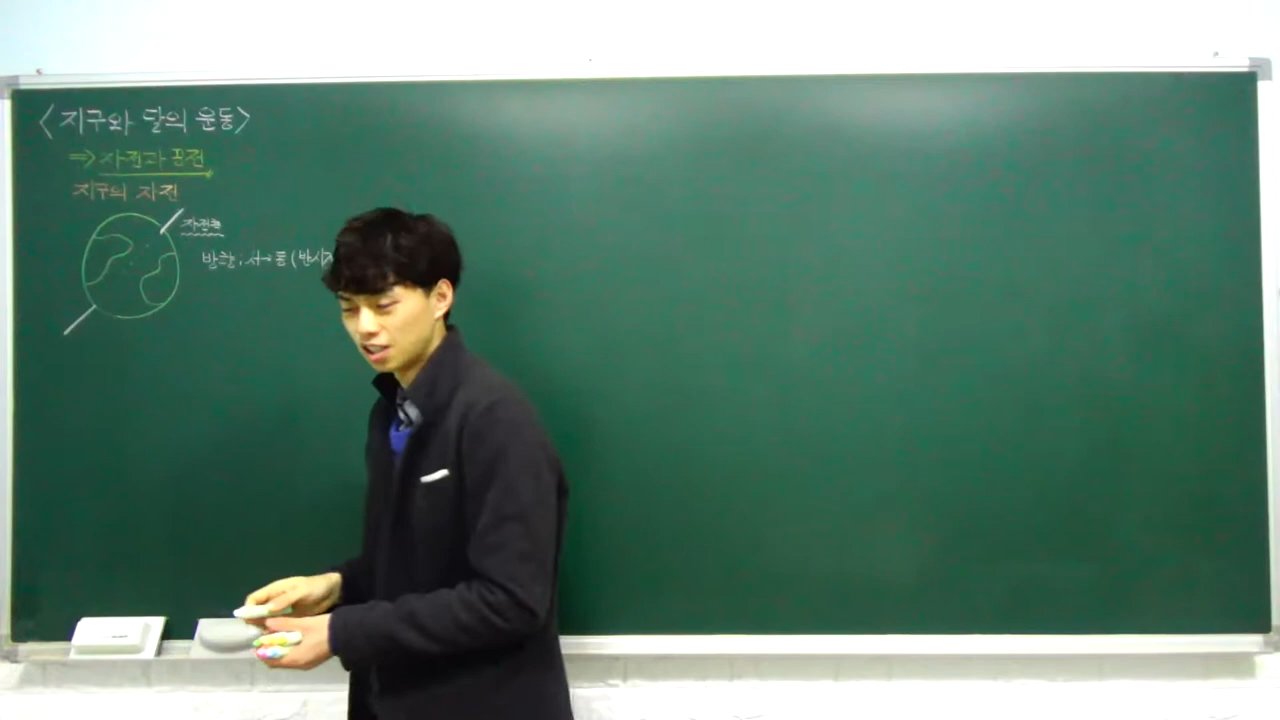 <지구와 달의 운동>
⇒ 자전과 공전
지구의 자전
자전축
방향; 서→동 (반시